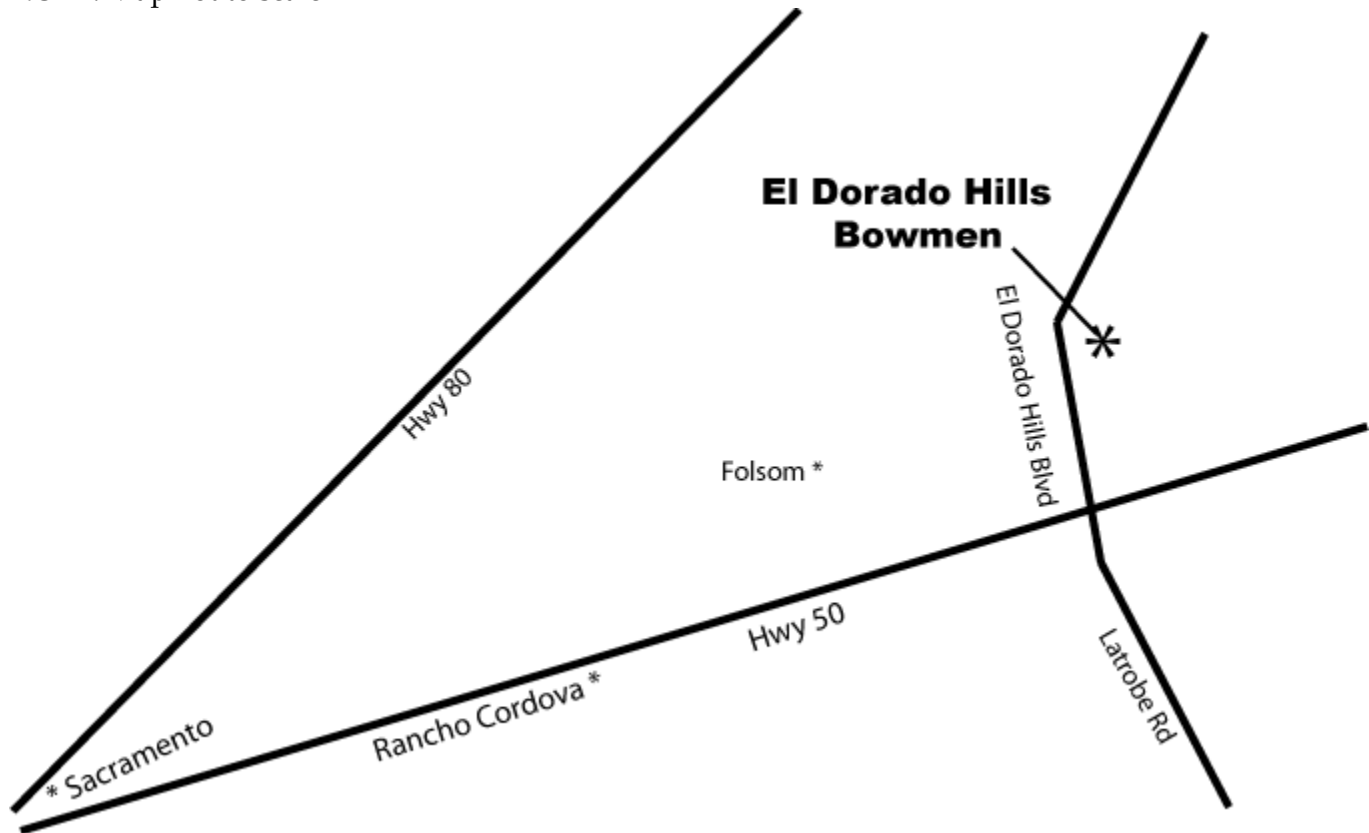 El Dorado Hills
Bowmen
El Dorado Hills Blvd
Hwy 80
Folsom *
Hwy 50
Latrobe Rd
Rancho Cordova *
* Sacramento